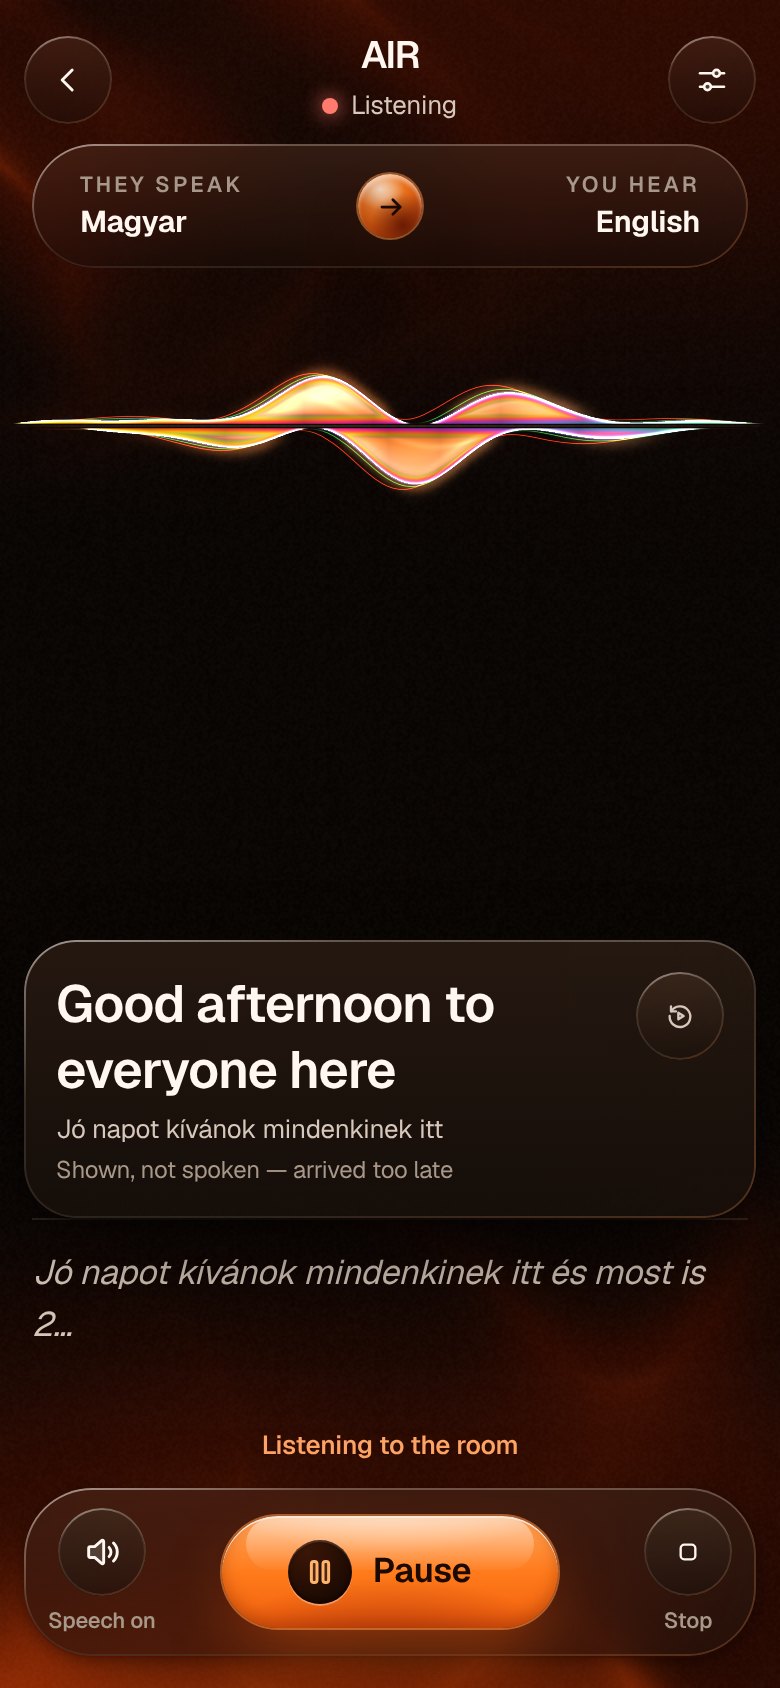 AIR
Listening
THEY SPEAK
Magyar
YOU HEAR
English
Good afternoon to
everyone here
Jó napot kívánok mindenkinek itt
Shown, not spoken — arrived too late
Jó napot kívánok mindenkinek itt és most is
2...
Listening to the room
Speech on
Pause
Stop